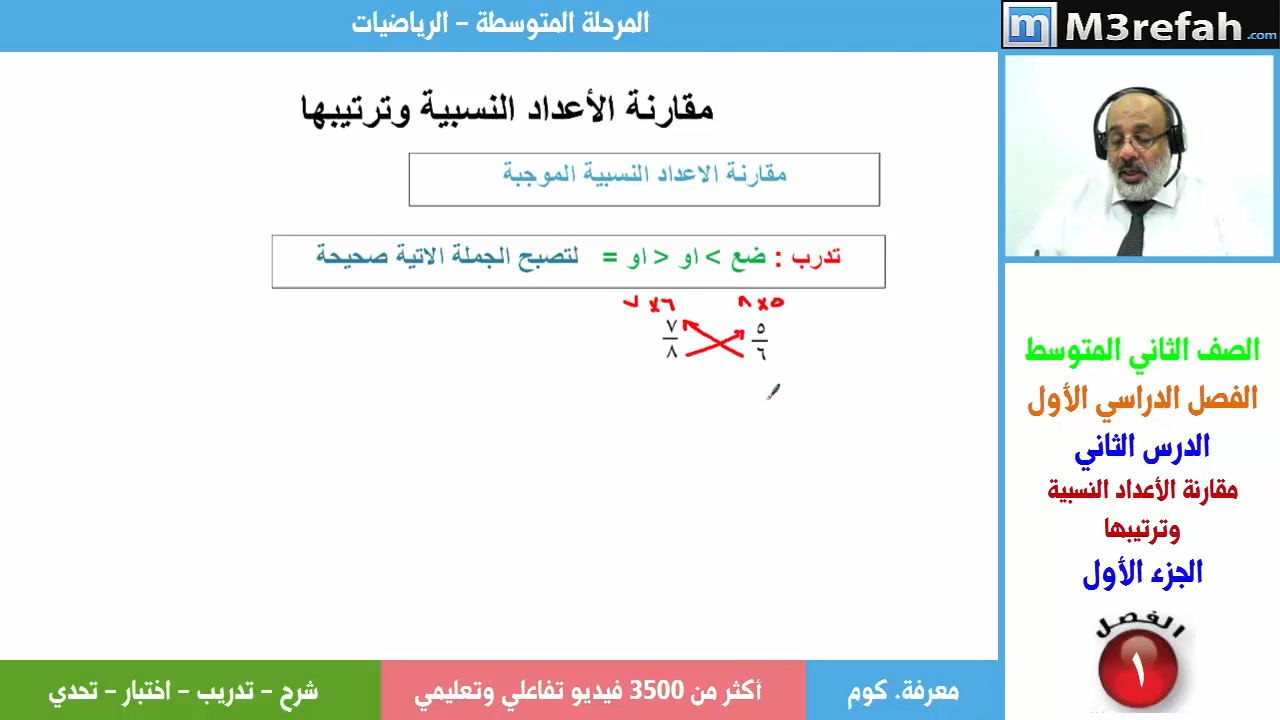 المرحلة المتوسطة - الرياضيات
M3refah.com
مقارنة الأعداد النسبية وترتيبها
مقارنة الاعداد النسبية الموجبة
تدرب : ضع < او > او = لتصبح الجملة الاتية صحيحة
٥×٨ ٦×٧
٥/٦ ٧/٨
الصف الثاني المتوسط
الفصل الدراسي الأول
الدرس الثاني
مقارنة الأعداد النسبية
وترتيبها
الجزء الأول
الفصل
١
معرفة. كوم
أكثر من 3500 فيديو تفاعلي وتعليمي
شرح - تدريب - اختبار - تحدي